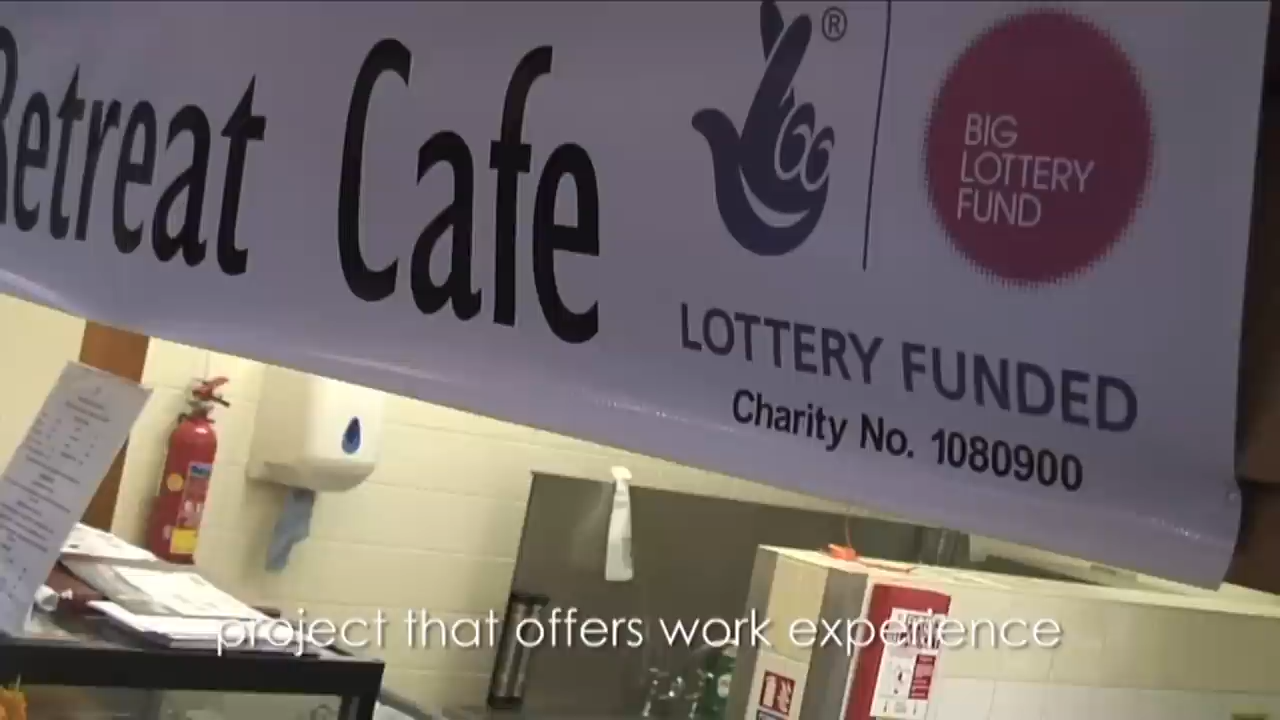 Retreat Cafe
®
BIG
LOTTERY
FUND
LOTTERY FUNDED
Charity No. 1080900
project that offers work experience